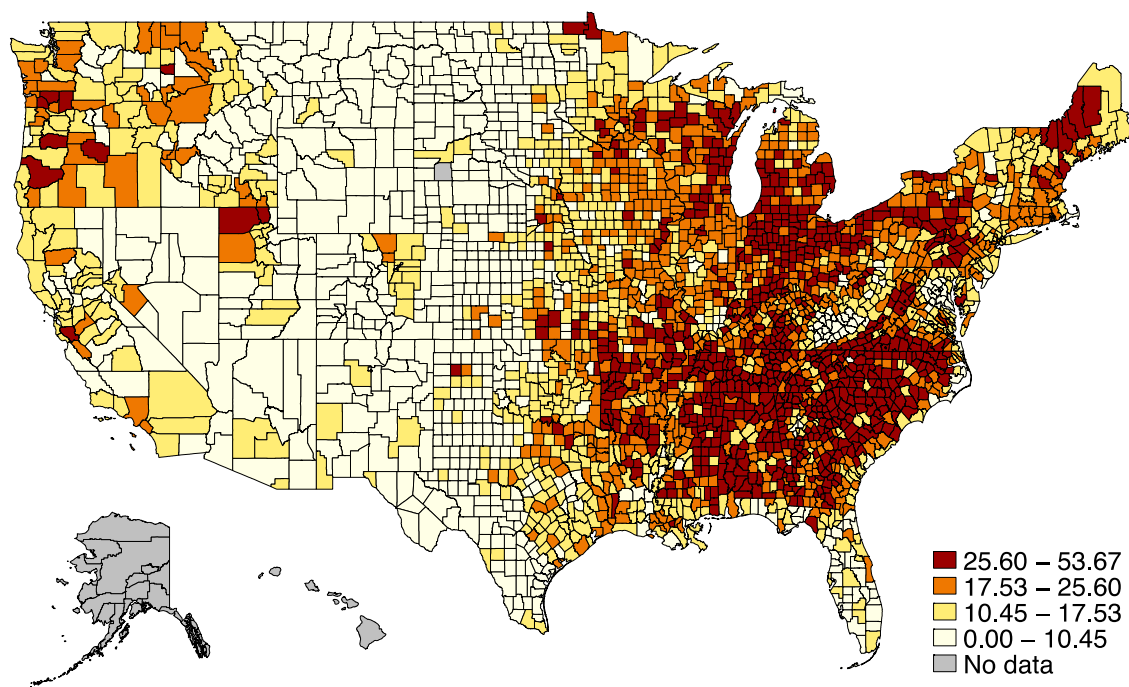 25.60 – 53.67
17.53 – 25.60
10.45 – 17.53
0.00 – 10.45
No data